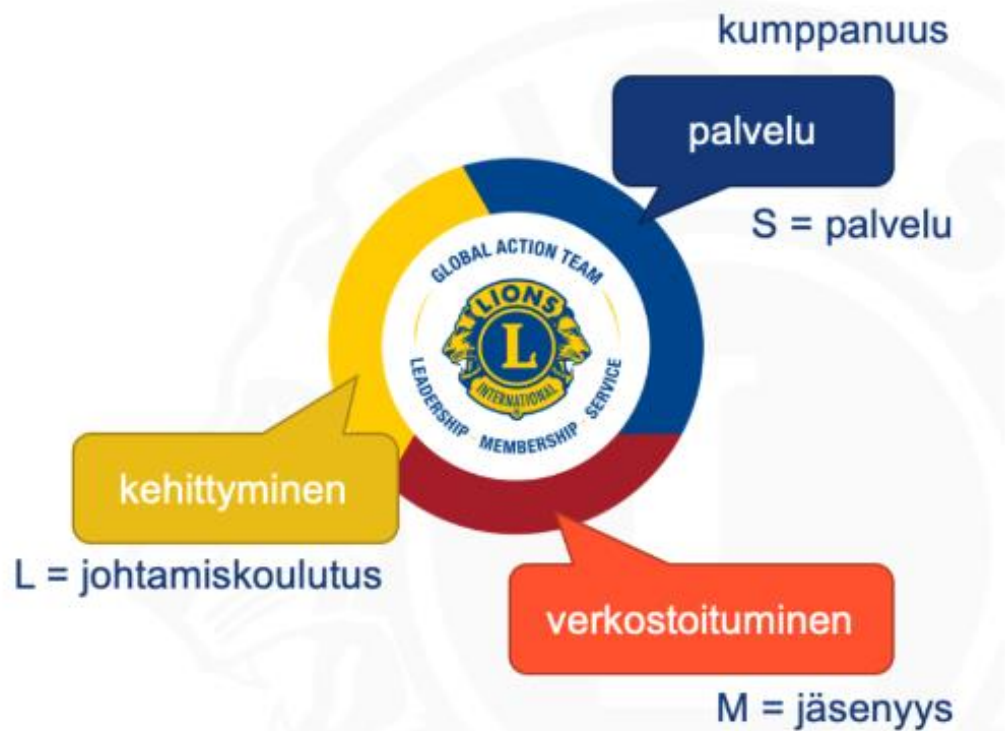 kumppanuus
palvelu
S = palvelu
GLOBAL ACTION TEAM
LIONS
L
INTERNATIONAL
LEADERSHIP · MEMBERSHIP · SERVICE
kehittyminen
L = johtamiskoulutus
verkostoituminen
M = jäsenyys